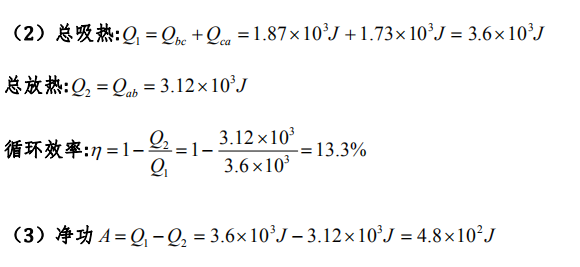 （2）总吸热:Q₁ = Q_bc + Q_ca = 1.87×10³J + 1.73×10³J = 3.6×10³J
总放热:Q₂ = Q_ab = 3.12×10³J
循环效率:η = 1 − Q₂/Q₁ = 1 − (3.12×10³)/(3.6×10³) = 13.3%
（3）净功 A = Q₁ − Q₂ = 3.6×10³J − 3.12×10³J = 4.8×10²J